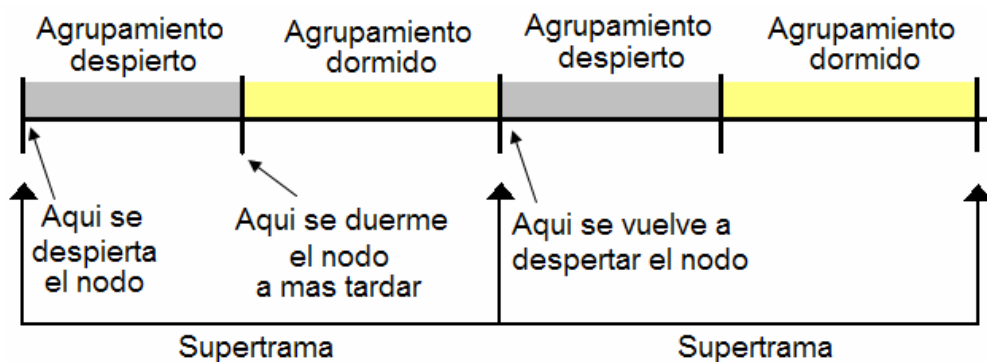 Agrupamiento
despierto
Agrupamiento
dormido
Agrupamiento
despierto
Agrupamiento
dormido
Aqui se
despierta
el nodo
Aqui se duerme
el nodo
a mas tardar
Aqui se vuelve a
despertar el nodo
Supertrama
Supertrama